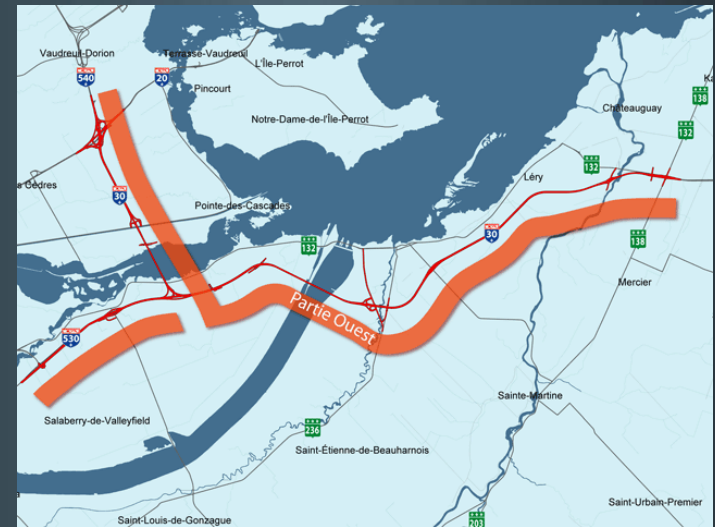 Vaudreuil-Dorion
Terrasse-Vaudreuil
L'Île-Perrot
540
20
Pincourt
138
Châteauguay
Notre-Dame-de-l'Île-Perrot
132
132
Léry
Cèdres
30
Pointe-des-Cascades
132
30
138
Mercier
Partie Ouest
530
Sainte-Martine
Salaberry-de-Valleyfield
236
Saint-Étienne-de-Beauharnois
Saint-Urbain-Premier
Saint-Louis-de-Gonzague
203